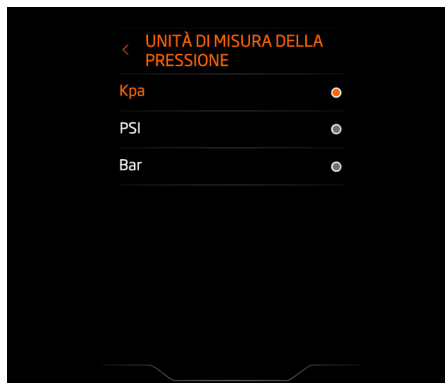 UNITÀ DI MISURA DELLA
PRESSIONE
Kpa
PSI
Bar